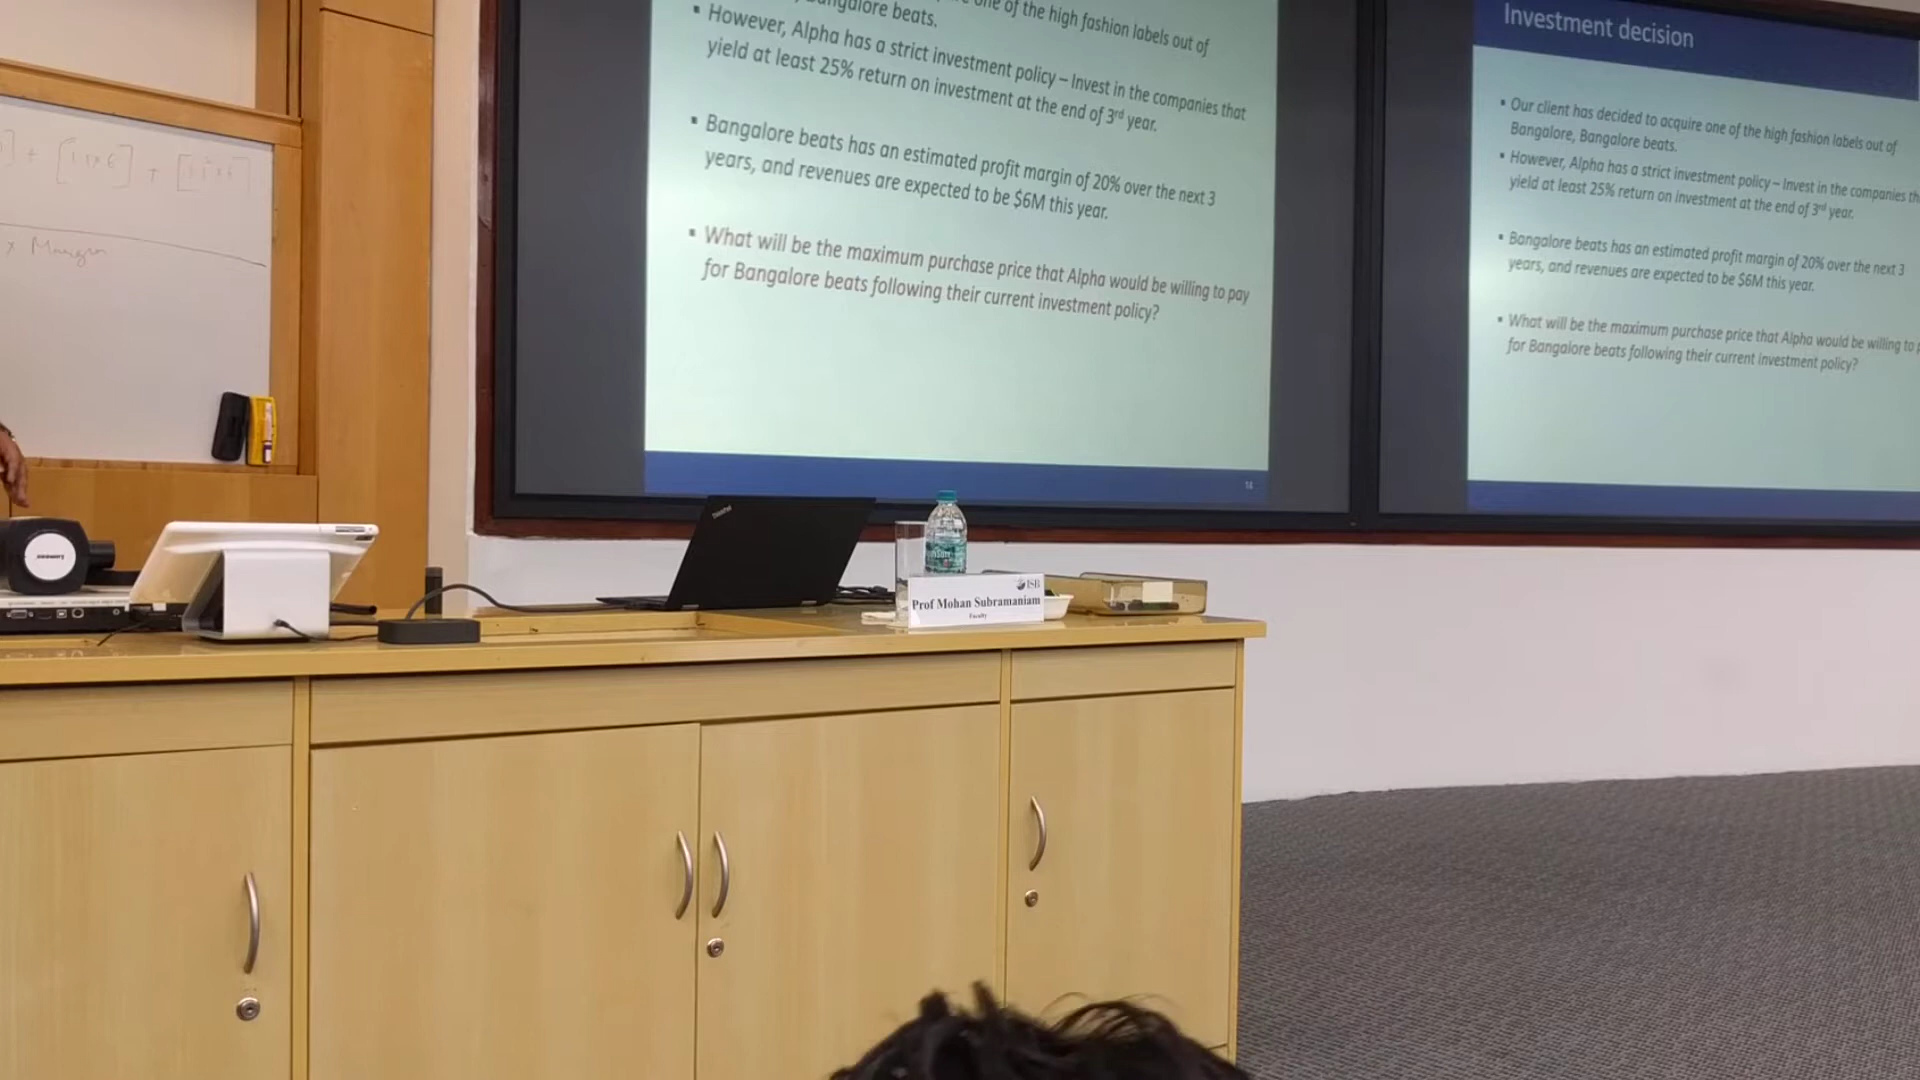 [1.1x6]
+
x Margin
one of the high fashion labels out of
beats.
▪ However, Alpha has a strict investment policy – Invest in the companies that
yield at least 25% return on investment at the end of 3rd year.
▪ Bangalore beats has an estimated profit margin of 20% over the next 3
years, and revenues are expected to be $6M this year.
▪ What will be the maximum purchase price that Alpha would be willing to pay
for Bangalore beats following their current investment policy?
Investment decision
▪ Our client has decided to acquire one of the high fashion labels out of
Bangalore, Bangalore beats.
▪ However, Alpha has a strict investment policy – Invest in the companies th
yield at least 25% return on investment at the end of 3rd year.
▪ Bangalore beats has an estimated profit margin of 20% over the next 3
years, and revenues are expected to be $6M this year.
▪ What will be the maximum purchase price that Alpha would be willing to
for Bangalore beats following their current investment policy?
ThinkPad
ISB
Prof Mohan Subramaniam
Faculty